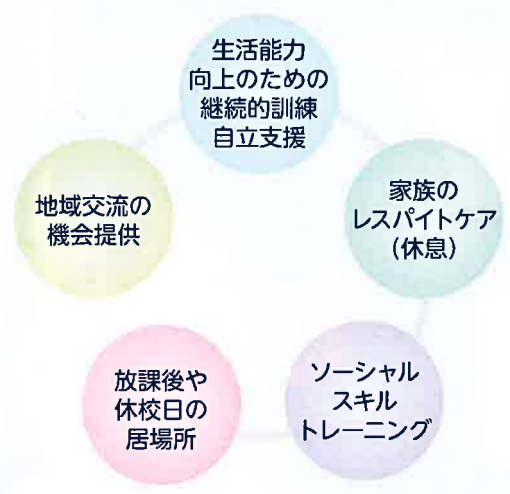 生活能力
向上のための
継続的訓練
自立支援
家族の
レスパイトケア
(休息)
ソーシャル
スキル
トレーニング
放課後や
休校日の
居場所
地域交流の
機会提供